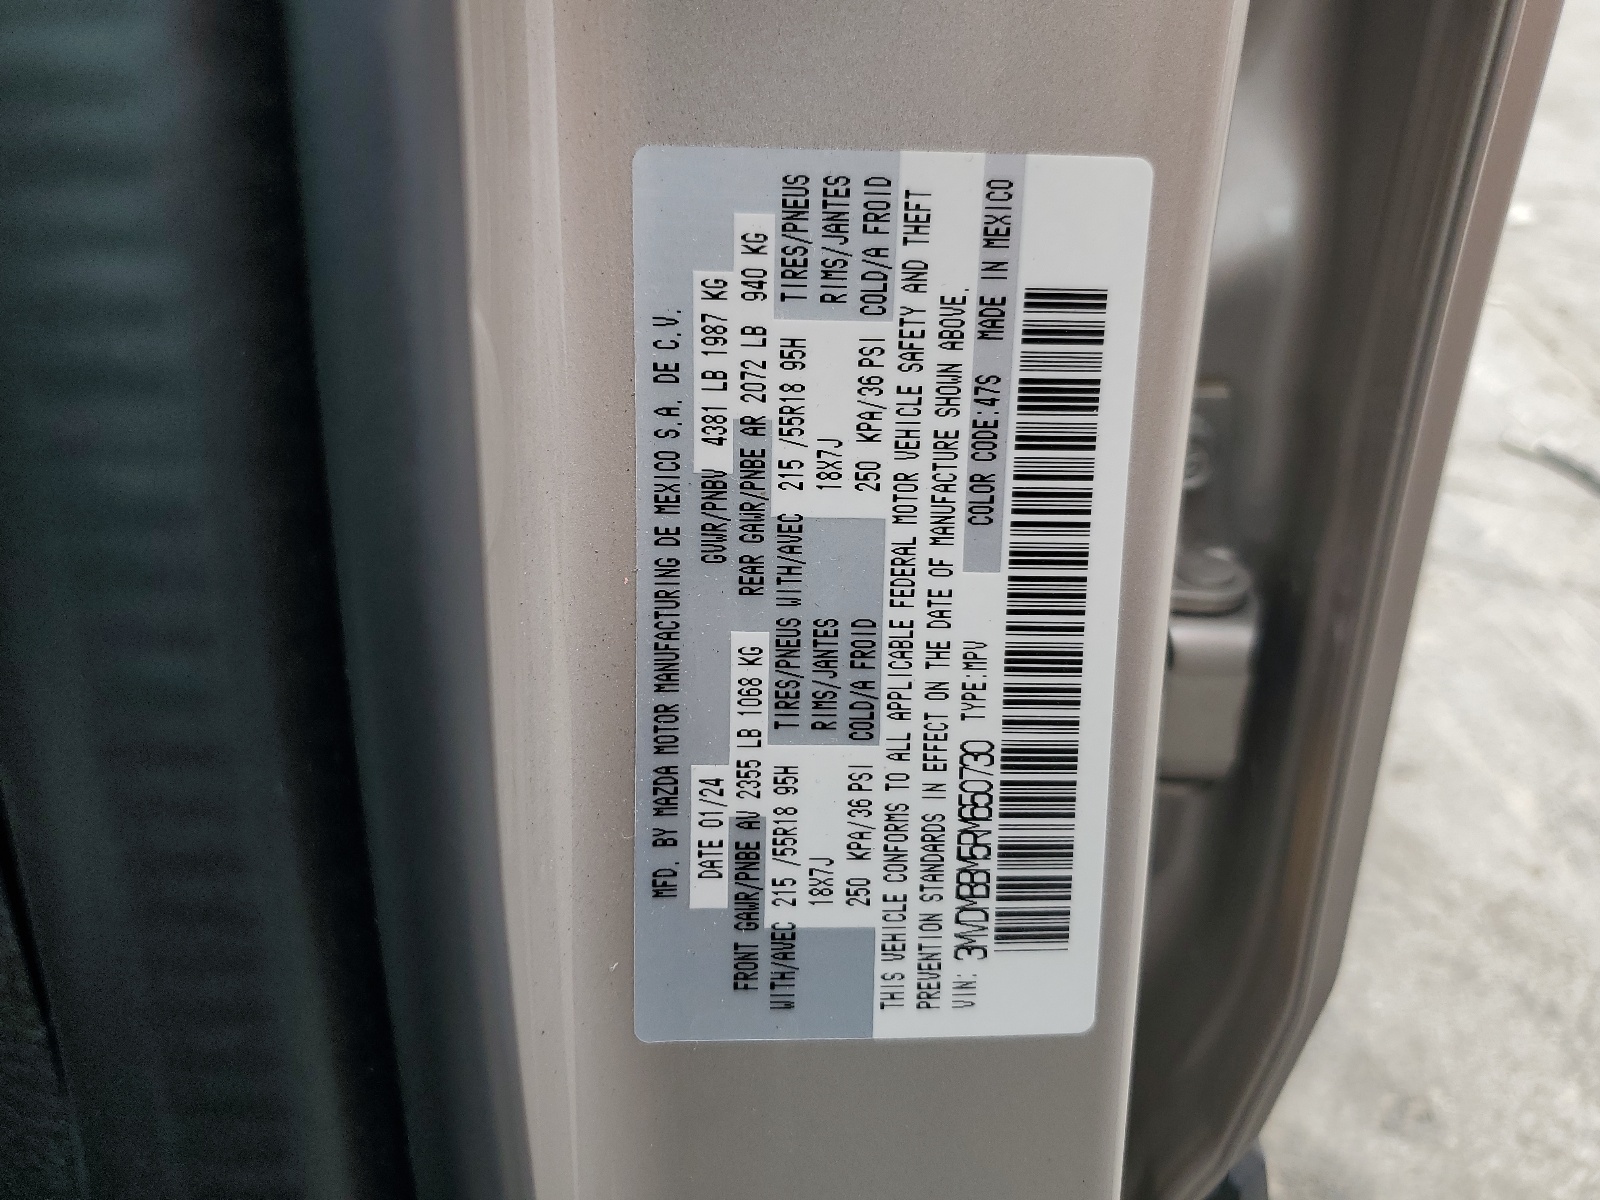 MFD. BY MAZDA MOTOR MANUFACTURING DE MEXICO S.A. DE C.V.
DATE 01/24 GVWR/PNBV 4381 LB 1987 KG
FRONT GAWR/PNBE AV 2355 LB 1068 KG REAR GAWR/PNBE AR 2072 LB 940 KG
WITH/AVEC 215 /55R18 95H TIRES/PNEUS WITH/AVEC 215 /55R18 95H TIRES/PNEUS
18X7J RIMS/JANTES 18X7J RIMS/JANTES
250 KPA/36 PSI COLD/A FROID 250 KPA/36 PSI COLD/A FROID
THIS VEHICLE CONFORMS TO ALL APPLICABLE FEDERAL MOTOR VEHICLE SAFETY AND THEFT
PREVENTION STANDARDS IN EFFECT ON THE DATE OF MANUFACTURE SHOWN ABOVE.
VIN: 3MVDMBBM5RM650730 TYPE:MPV COLOR CODE:47S MADE IN MEXICO